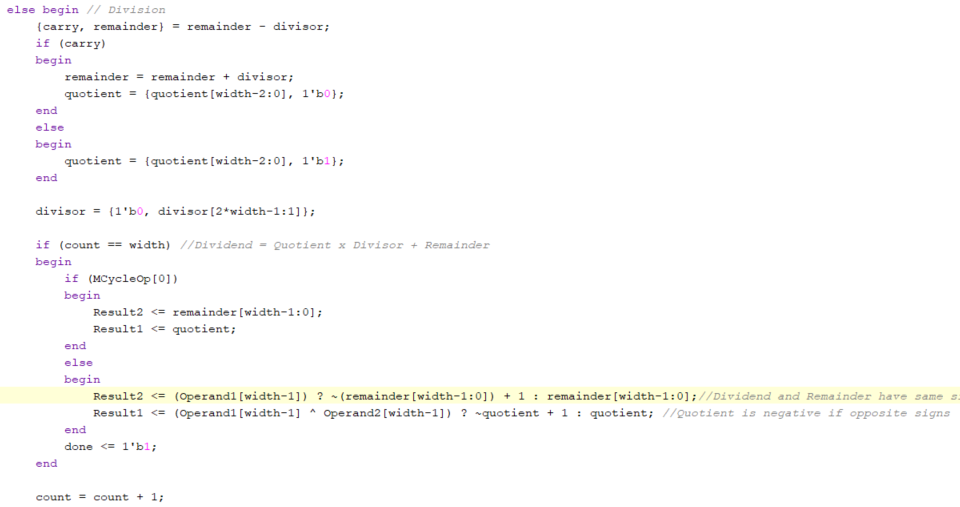 else begin // Division
{carry, remainder} = remainder - divisor;
if (carry)
begin
remainder = remainder + divisor;
quotient = {quotient[width-2:0], 1'b0};
end
else
begin
quotient = {quotient[width-2:0], 1'b1};
end
divisor = {1'b0, divisor[2*width-1:1]};
if (count == width) //Dividend = Quotient x Divisor + Remainder
begin
if (MCycleOp[0])
begin
Result2 <= remainder[width-1:0];
Result1 <= quotient;
end
else
begin
Result2 <= (Operand1[width-1]) ? ~(remainder[width-1:0]) + 1 : remainder[width-1:0];//Dividend and Remainder have same
Result1 <= (Operand1[width-1] ^ Operand2[width-1]) ? ~quotient + 1 : quotient; //Quotient is negative if opposite signs
end
done <= 1'b1;
end
count = count + 1;